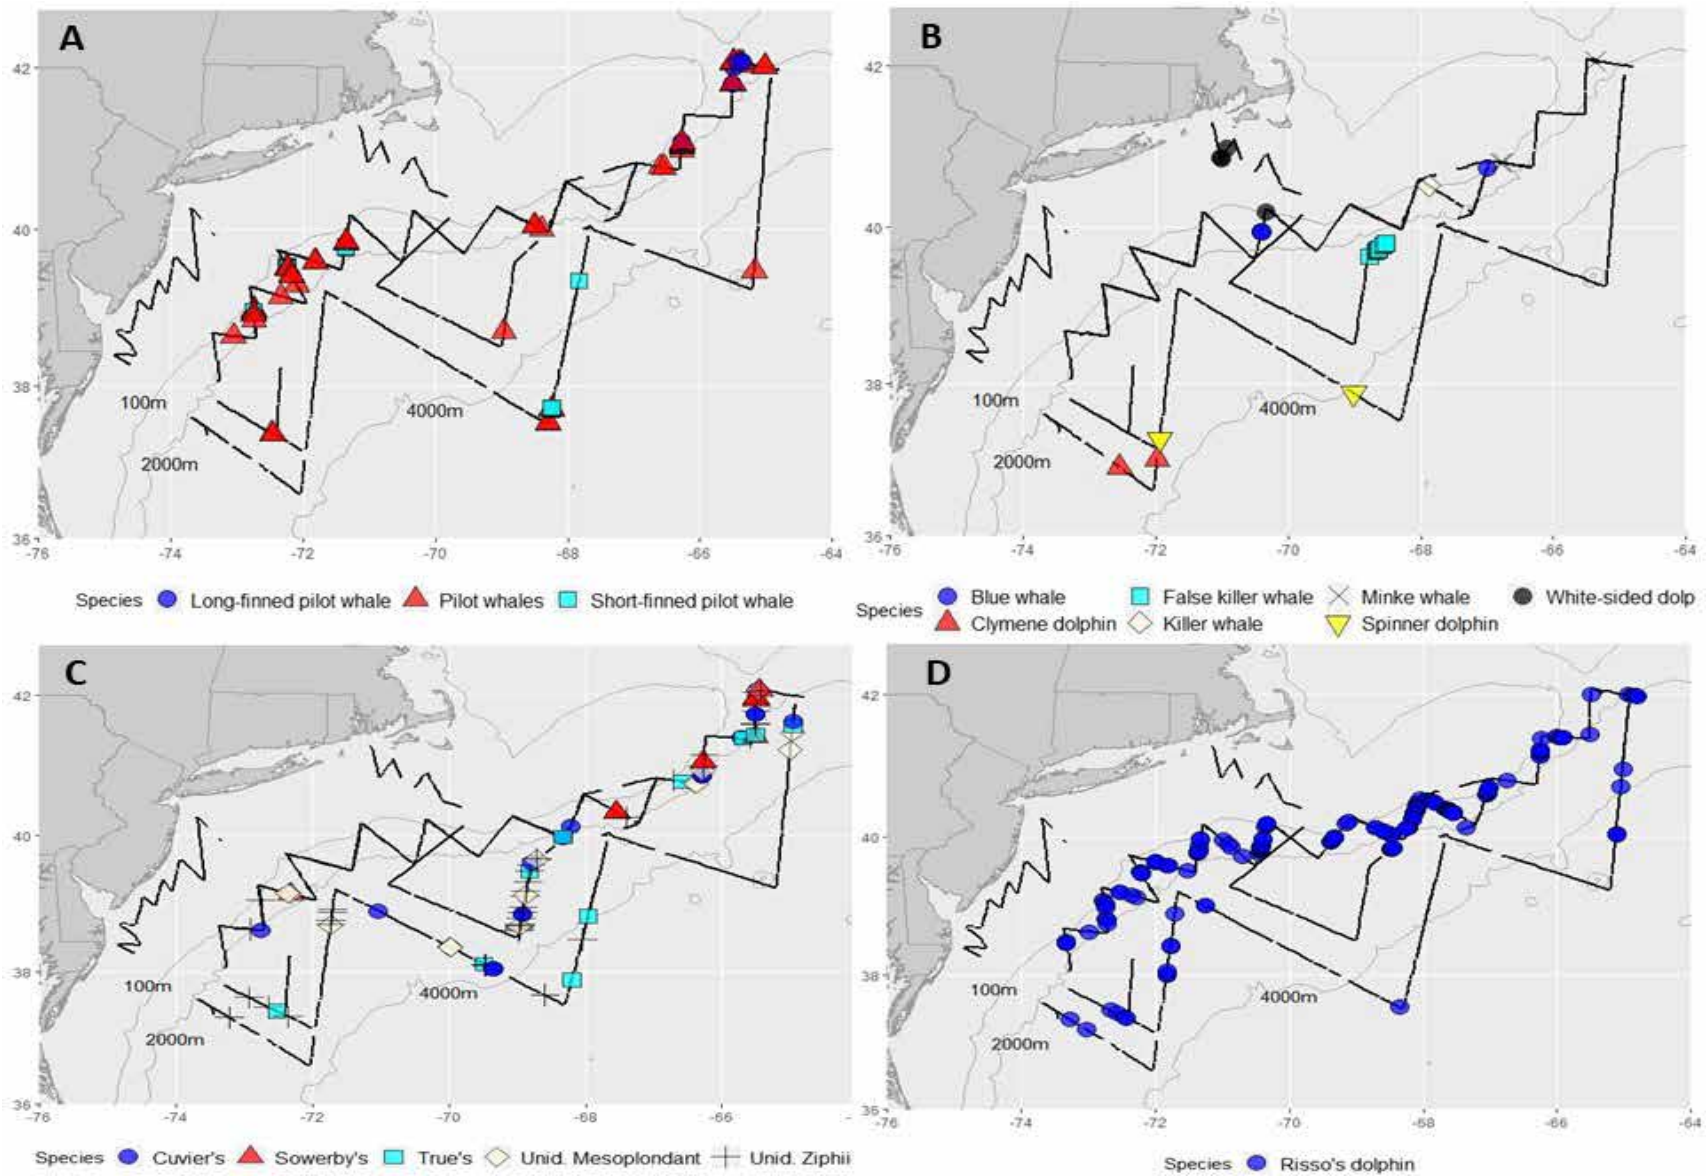 A
42
40
38
36
100m
2000m
4000m
-76 -74 -72 -70 -68 -66 -64
Species Long-finned pilot whale Pilot whales Short-finned pilot whale
B
42
40
38
36
100m
2000m
4000m
-76 -74 -72 -70 -68 -66 -64
Species Blue whale False killer whale Minke whale White-sided dolp
Clymene dolphin Killer whale Spinner dolphin
C
42
40
38
36
100m
2000m
4000m
-76 -74 -72 -70 -68 -66 -
Species Cuvier's Sowerby's True's Unid. Mesoplondant Unid. Ziphii
D
42
40
38
36
100m
2000m
4000m
-74 -72 -70 -68 -66 -64
Species Risso's dolphin